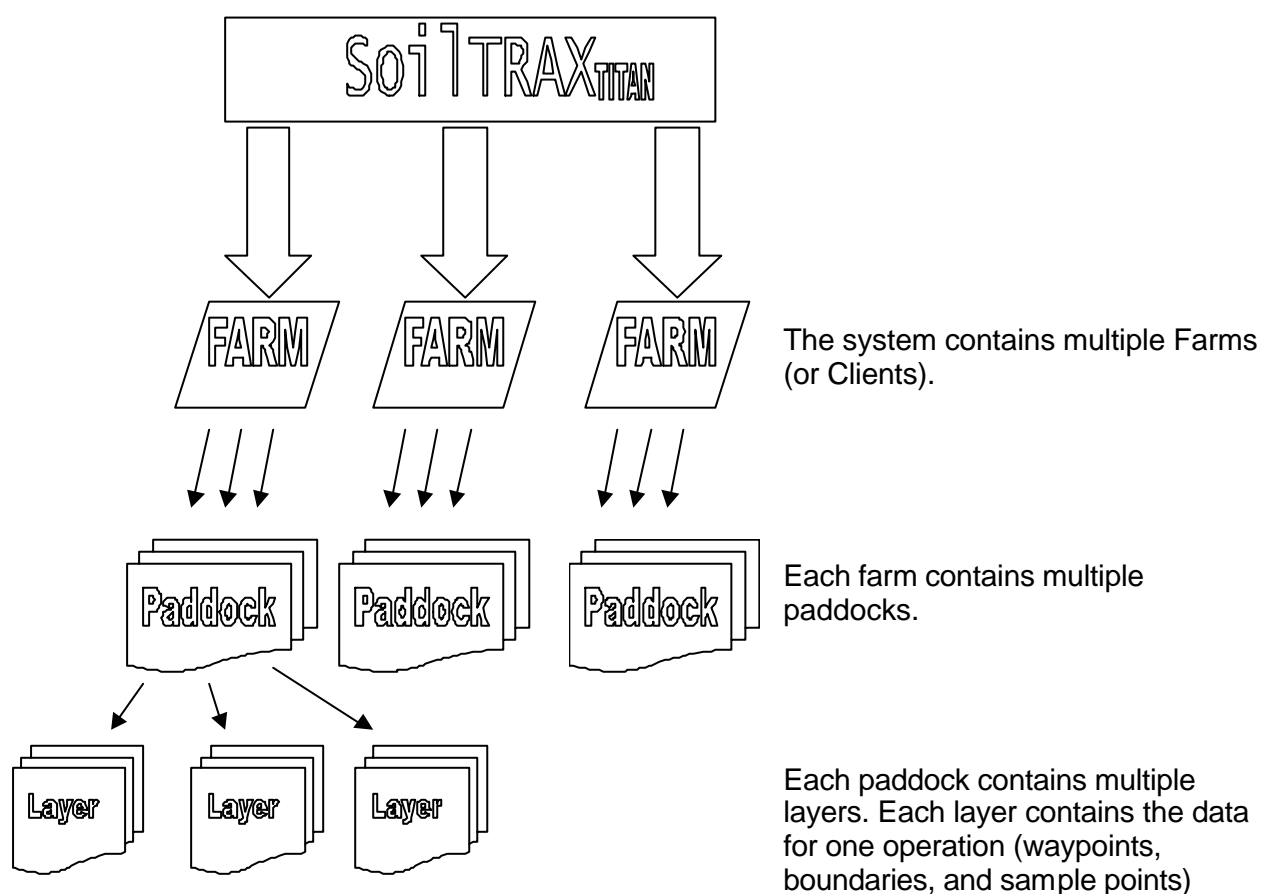 SoilTRAX TITAN
FARM FARM FARM
The system contains multiple Farms
(or Clients).
Paddock Paddock Paddock
Each farm contains multiple
paddocks.
Layer Layer Layer
Each paddock contains multiple
layers. Each layer contains the data
for one operation (waypoints,
boundaries, and sample points)